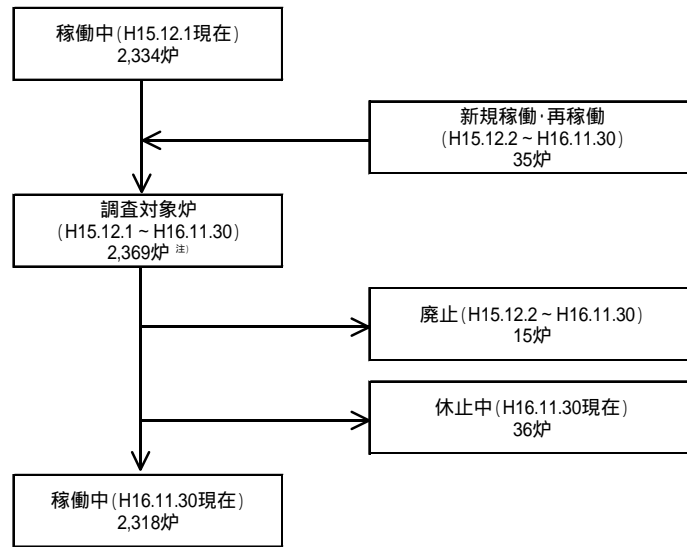 稼働中(H15.12.1現在)
2,334炉
新規稼働･再稼働
(H15.12.2～H16.11.30)
35炉
調査対象炉
(H15.12.1～H16.11.30)
2,369炉 注)
廃止(H15.12.2～H16.11.30)
15炉
休止中(H16.11.30現在)
36炉
稼働中(H16.11.30現在)
2,318炉